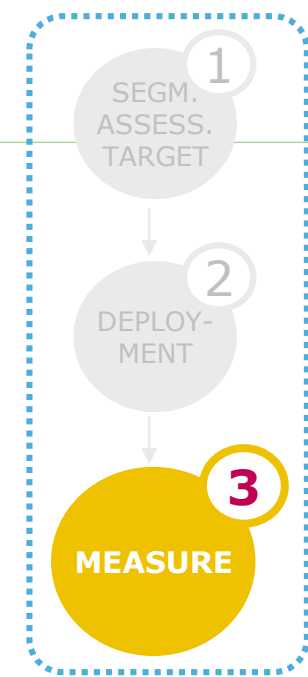 1
SEGM.
ASSESS.
TARGET
2
DEPLOY-
MENT
3
MEASURE